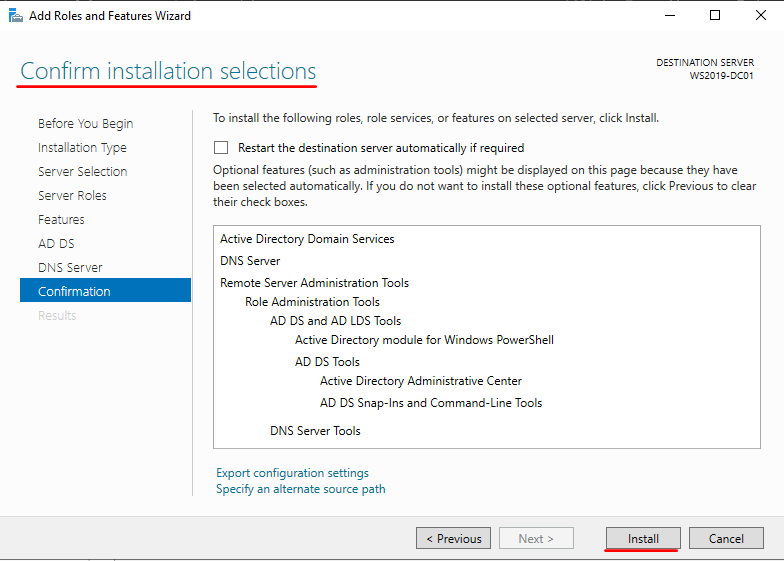 Add Roles and Features Wizard
Confirm installation selections
DESTINATION SERVER
WS2019-DC01
Before You Begin
Installation Type
Server Selection
Server Roles
Features
AD DS
DNS Server
Confirmation
Results
To install the following roles, role services, or features on selected server, click Install.
Restart the destination server automatically if required
Optional features (such as administration tools) might be displayed on this page because they have
been selected automatically. If you do not want to install these optional features, click Previous to clear
their check boxes.
Active Directory Domain Services
DNS Server
Remote Server Administration Tools
Role Administration Tools
AD DS and AD LDS Tools
Active Directory module for Windows PowerShell
AD DS Tools
Active Directory Administrative Center
AD DS Snap-Ins and Command-Line Tools
DNS Server Tools
Export configuration settings
Specify an alternate source path
< Previous
Next >
Install
Cancel